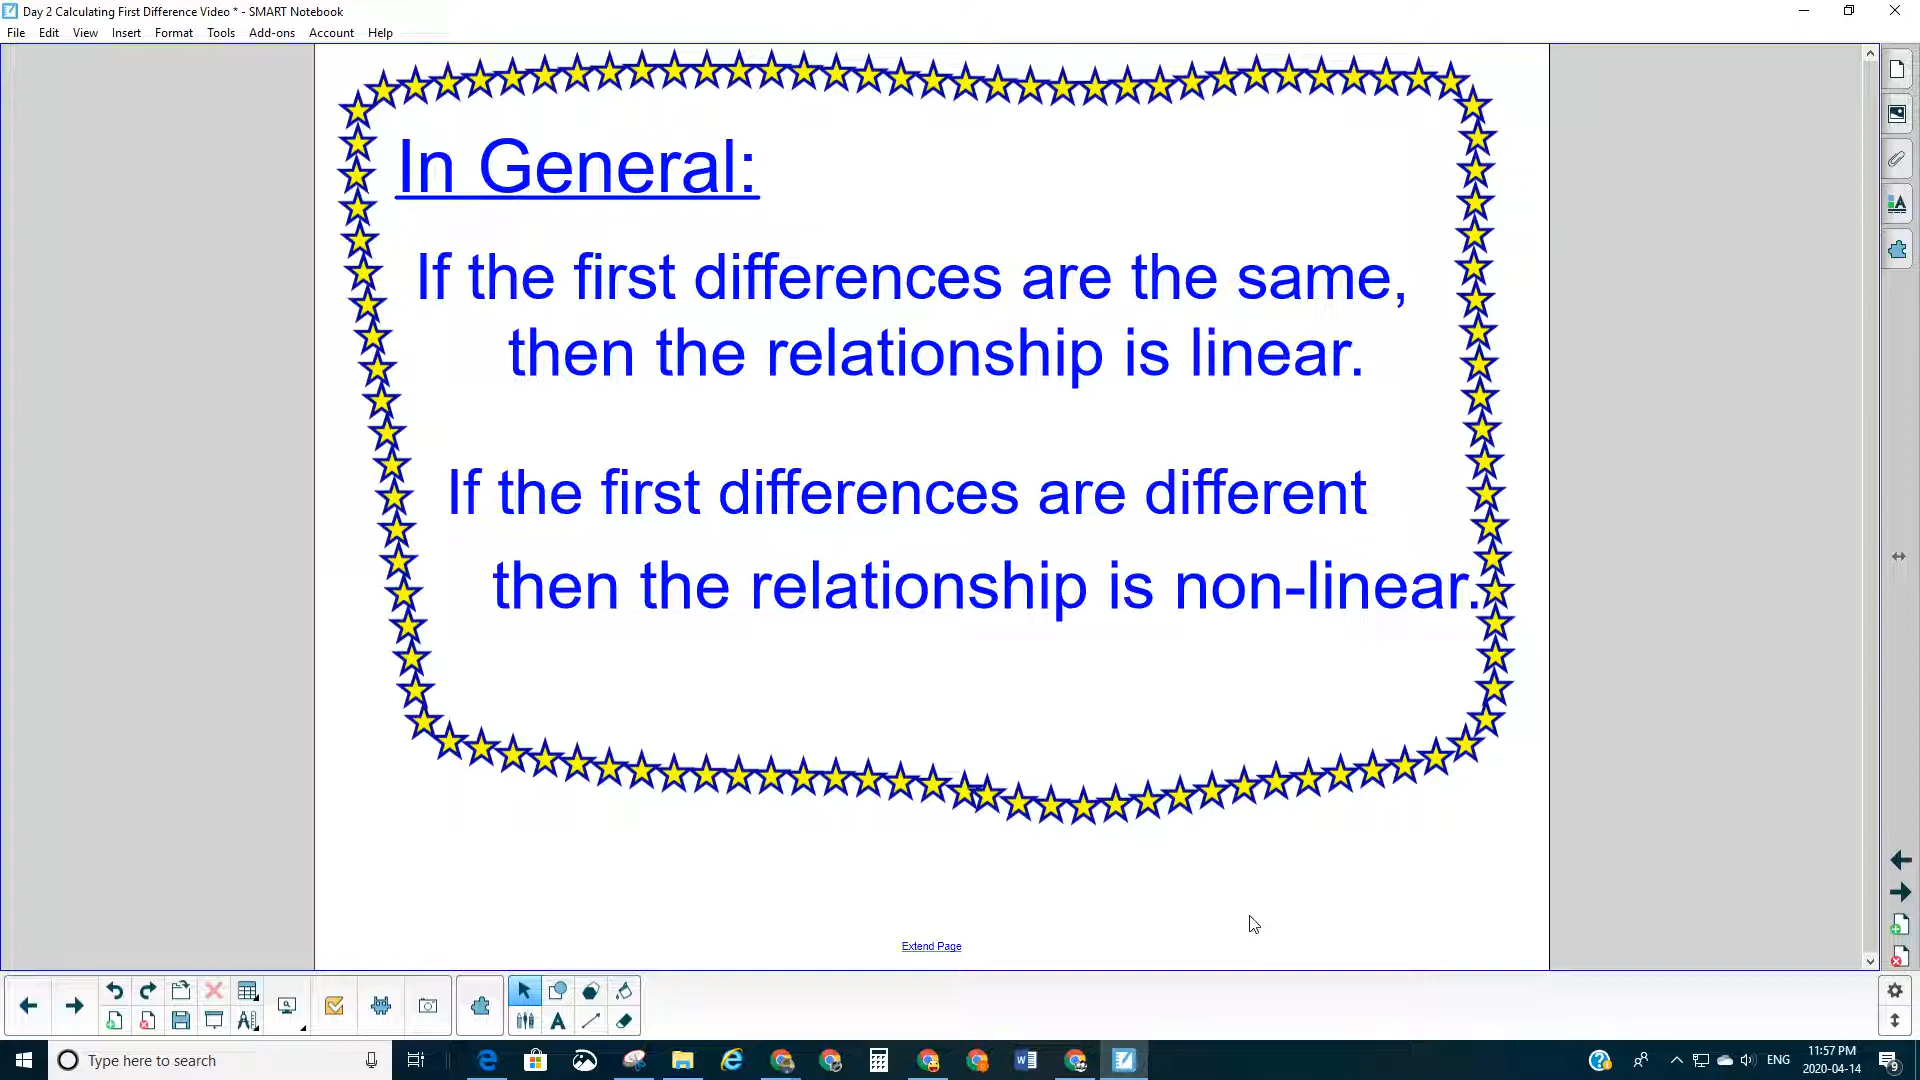 Day 2 Calculating First Difference Video * - SMART Notebook
File Edit View Insert Format Tools Add-ons Account Help
In General:
If the first differences are the same,
then the relationship is linear.
If the first differences are different
then the relationship is non-linear.
Extend Page
Type here to search
ENG
11:57 PM
2020-04-14
9